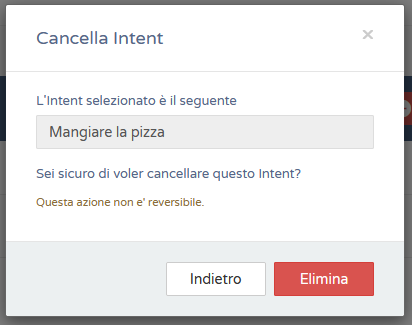 Cancella Intent
×
L'Intent selezionato è il seguente
Mangiare la pizza
Sei sicuro di voler cancellare questo Intent?
Questa azione non e' reversibile.
Indietro
Elimina